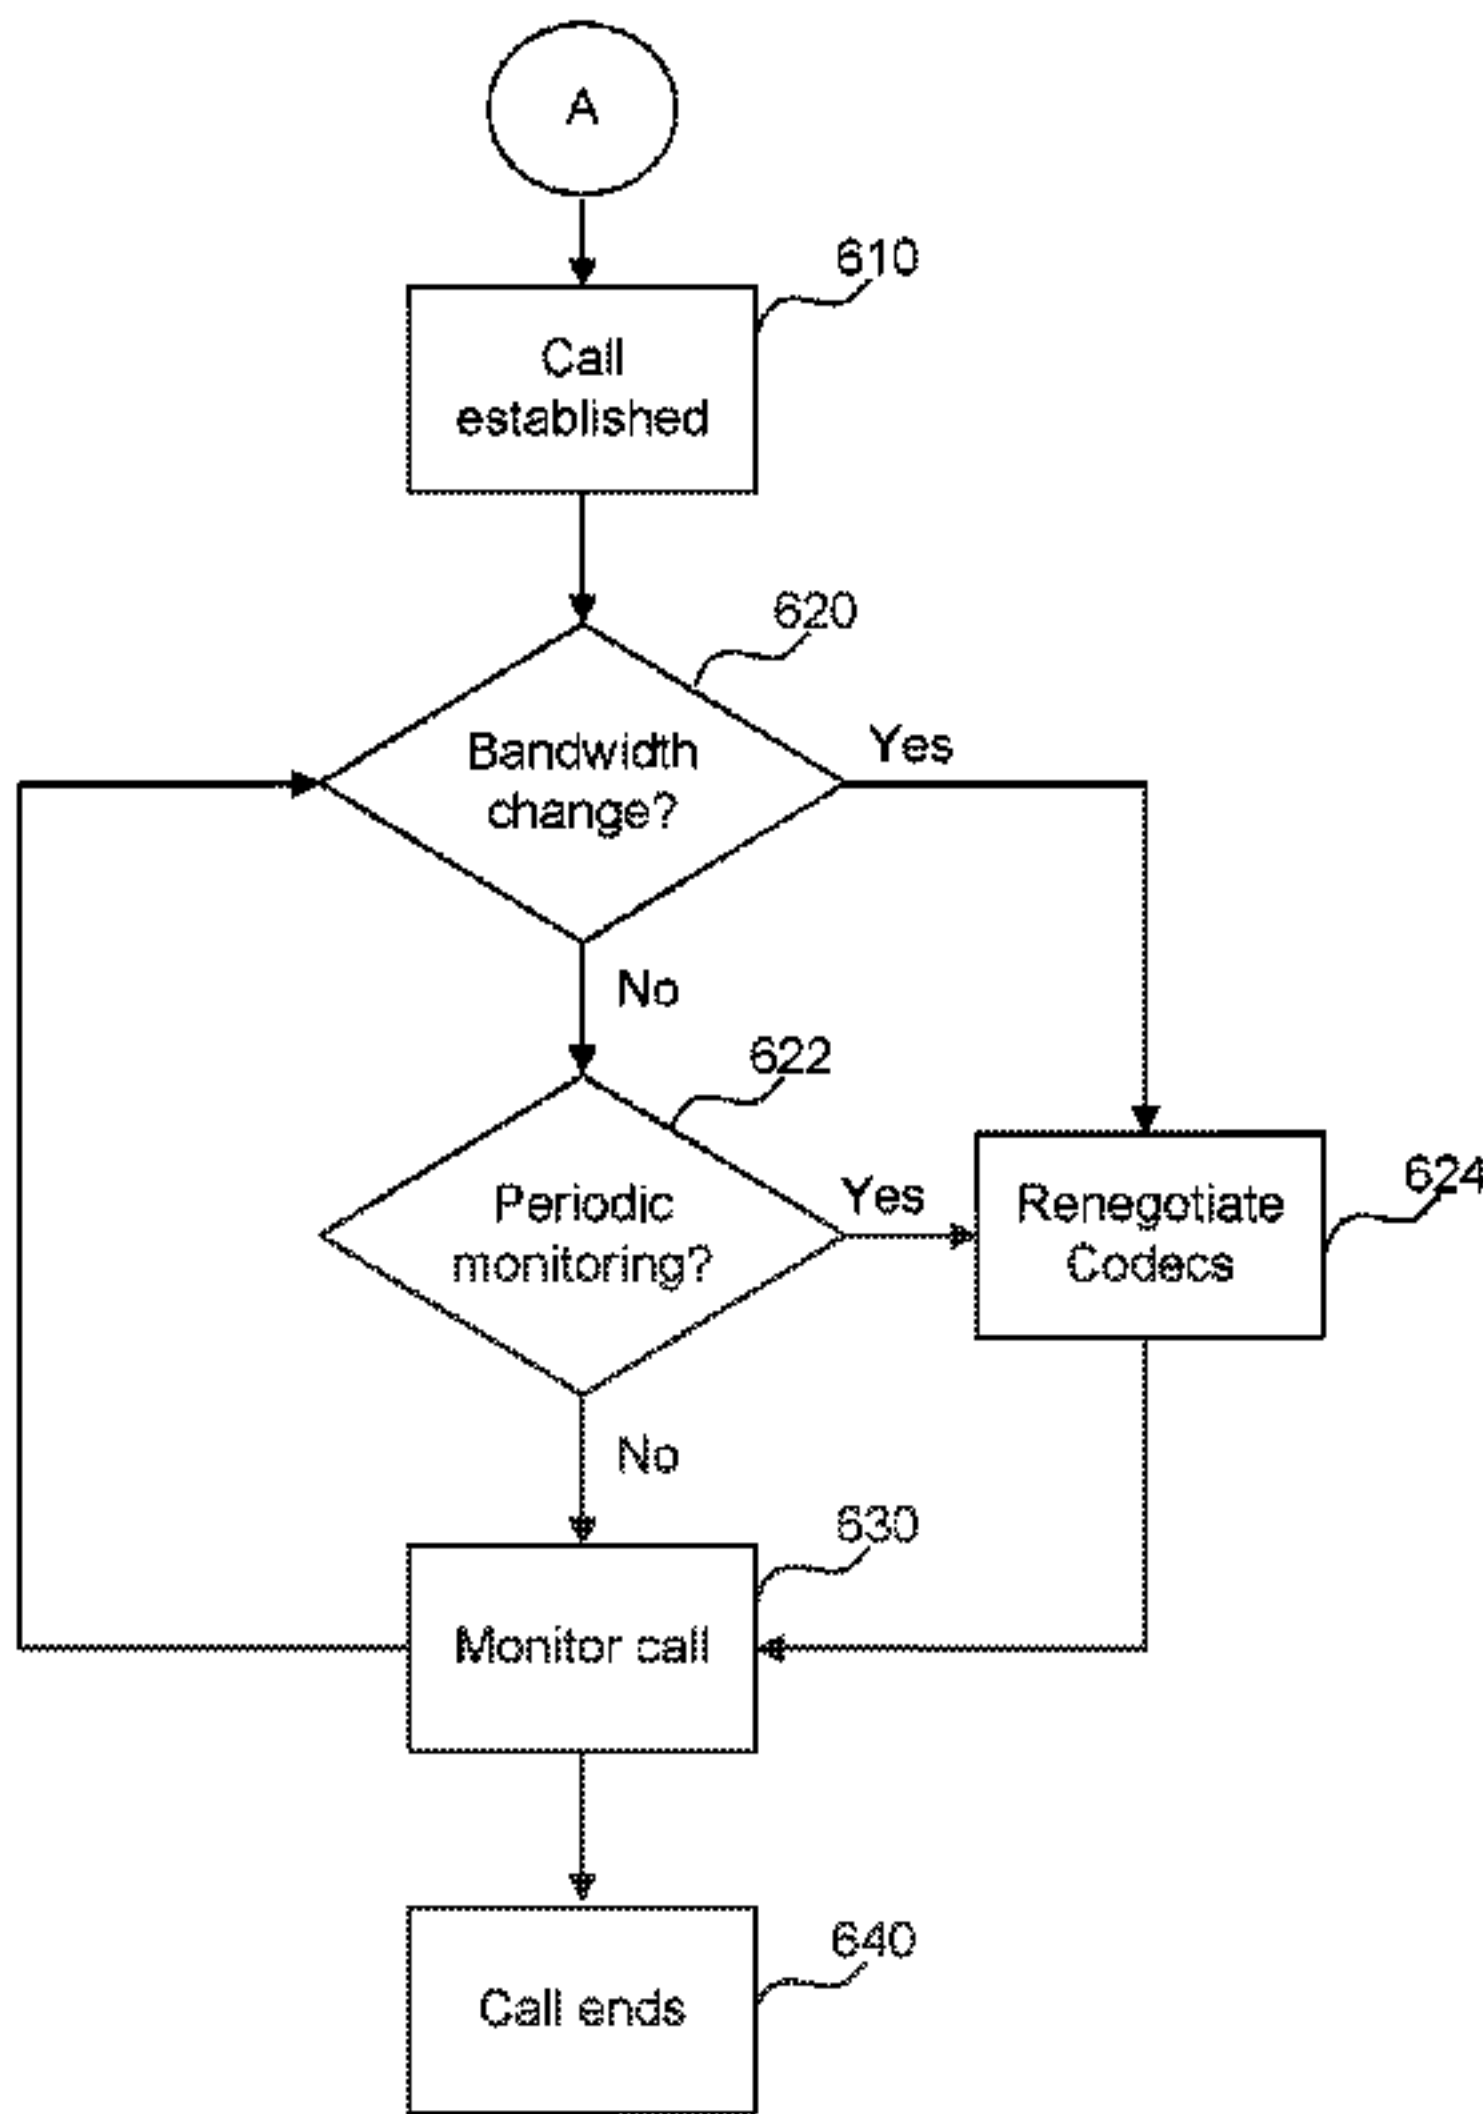 A
610
Call
established
620
Bandwidth
change?
Yes
No
622
Periodic
monitoring?
Yes
624
Renegotiate
Codecs
No
630
Monitor call
640
Call ends